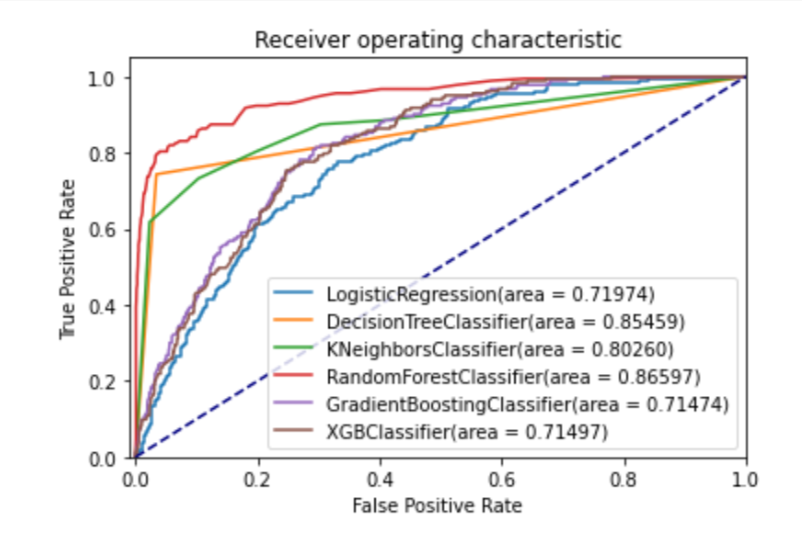 Receiver operating characteristic
True Positive Rate
1.0
0.8
0.6
0.4
0.2
0.0
LogisticRegression(area = 0.71974)
DecisionTreeClassifier(area = 0.85459)
KNeighborsClassifier(area = 0.80260)
RandomForestClassifier(area = 0.86597)
GradientBoostingClassifier(area = 0.71474)
XGBClassifier(area = 0.71497)
0.0 0.2 0.4 0.6 0.8 1.0
False Positive Rate